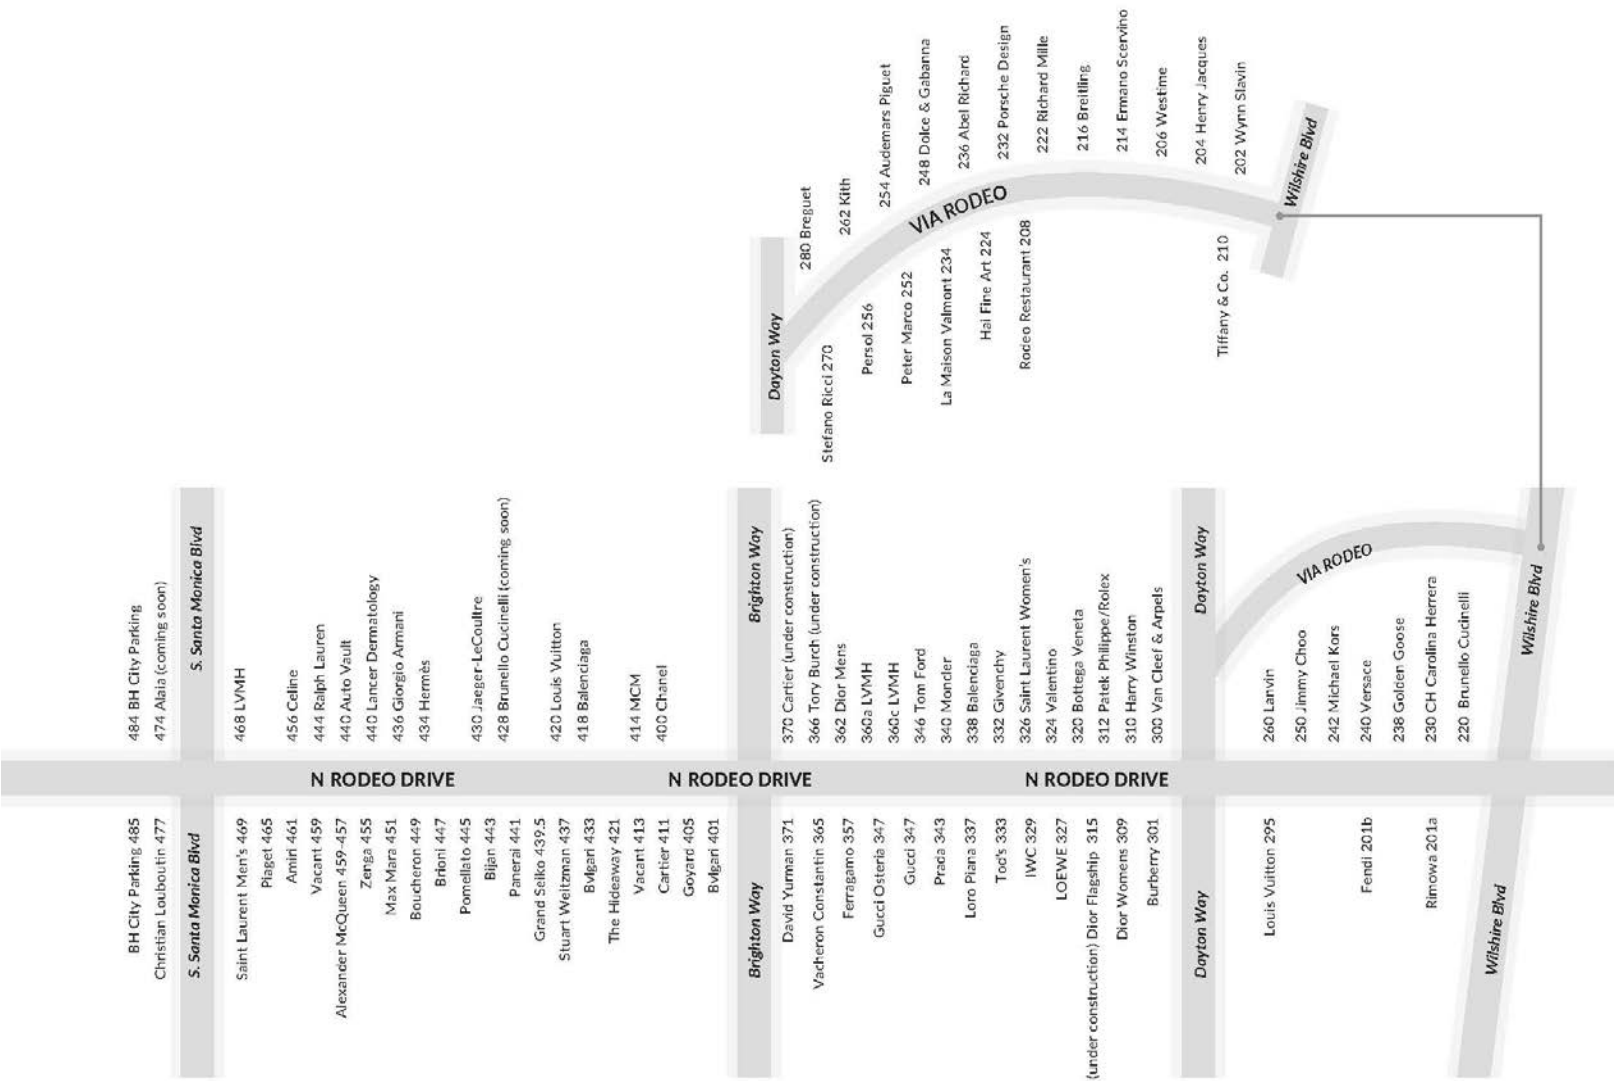 484 BH City Parking
474 Alaia (coming soon)
S. Santa Monica Blvd
468 LVMH
456 Celine
444 Ralph Lauren
440 Auto Vault
440 Lancer Dermatology
436 Giorgio Armani
434 Hermès
430 Jaeger-LeCoultre
428 Brunello Cucinelli (coming soon)
420 Louis Vuitton
418 Balenciaga
414 MCM
400 Chanel
Brighton Way
370 Cartier (under construction)
366 Tory Burch (under construction)
362 Dior Mens
360a LVMH
360c LVMH
346 Tom Ford
340 Moncler
338 Balenciaga
332 Givenchy
326 Saint Laurent Women's
324 Valentino
320 Bottega Veneta
312 Patek Philippe/Rolex
310 Harry Winston
300 Van Cleef & Arpels
Dayton Way
VIA RODEO
260 Lanvin
250 Jimmy Choo
242 Michael Kors
240 Versace
238 Golden Goose
230 CH Carolina Herrera
220 Brunello Cucinelli
Wilshire Blvd
N RODEO DRIVE
N RODEO DRIVE
N RODEO DRIVE
BH City Parking 485
Christian Louboutin 477
S. Santa Monica Blvd
Saint Laurent Men's 469
Piaget 465
Amiri 461
Vacant 459
Alexander McQueen 459-457
Zenga 455
Max Mara 451
Boucheron 449
Brioni 447
Pomellato 445
Bijan 443
Panerai 441
Grand Seiko 439.5
Stuart Weitzman 437
Bvlgari 433
The Hideaway 421
Vacant 413
Cartier 411
Goyard 405
Bvlgari 401
Brighton Way
David Yurman 371
Vacheron Constantin 365
Ferragamo 357
Gucci Osteria 347
Gucci 347
Prada 343
Loro Piana 337
Tod's 333
IWC 329
LOEWE 327
(under construction) Dior Flagship 315
Dior Womens 309
Burberry 301
Dayton Way
Louis Vuitton 295
Fendi 201b
Rimowa 201a
Wilshire Blvd
Dayton Way
280 Breguet
262 Kith
254 Audemars Piguet
248 Dolce & Gabanna
236 Abel Richard
232 Porsche Design
222 Richard Mille
216 Breitling
214 Ermano Scervino
206 Westime
204 Henry Jacques
202 Wynn Slavin
VIA RODEO
Wilshire Blvd
Stefano Ricci 270
Persol 256
Peter Marco 252
La Maison Valmont 234
Hai Fine Art 224
Rodeo Restaurant 208
Tiffany & Co. 210